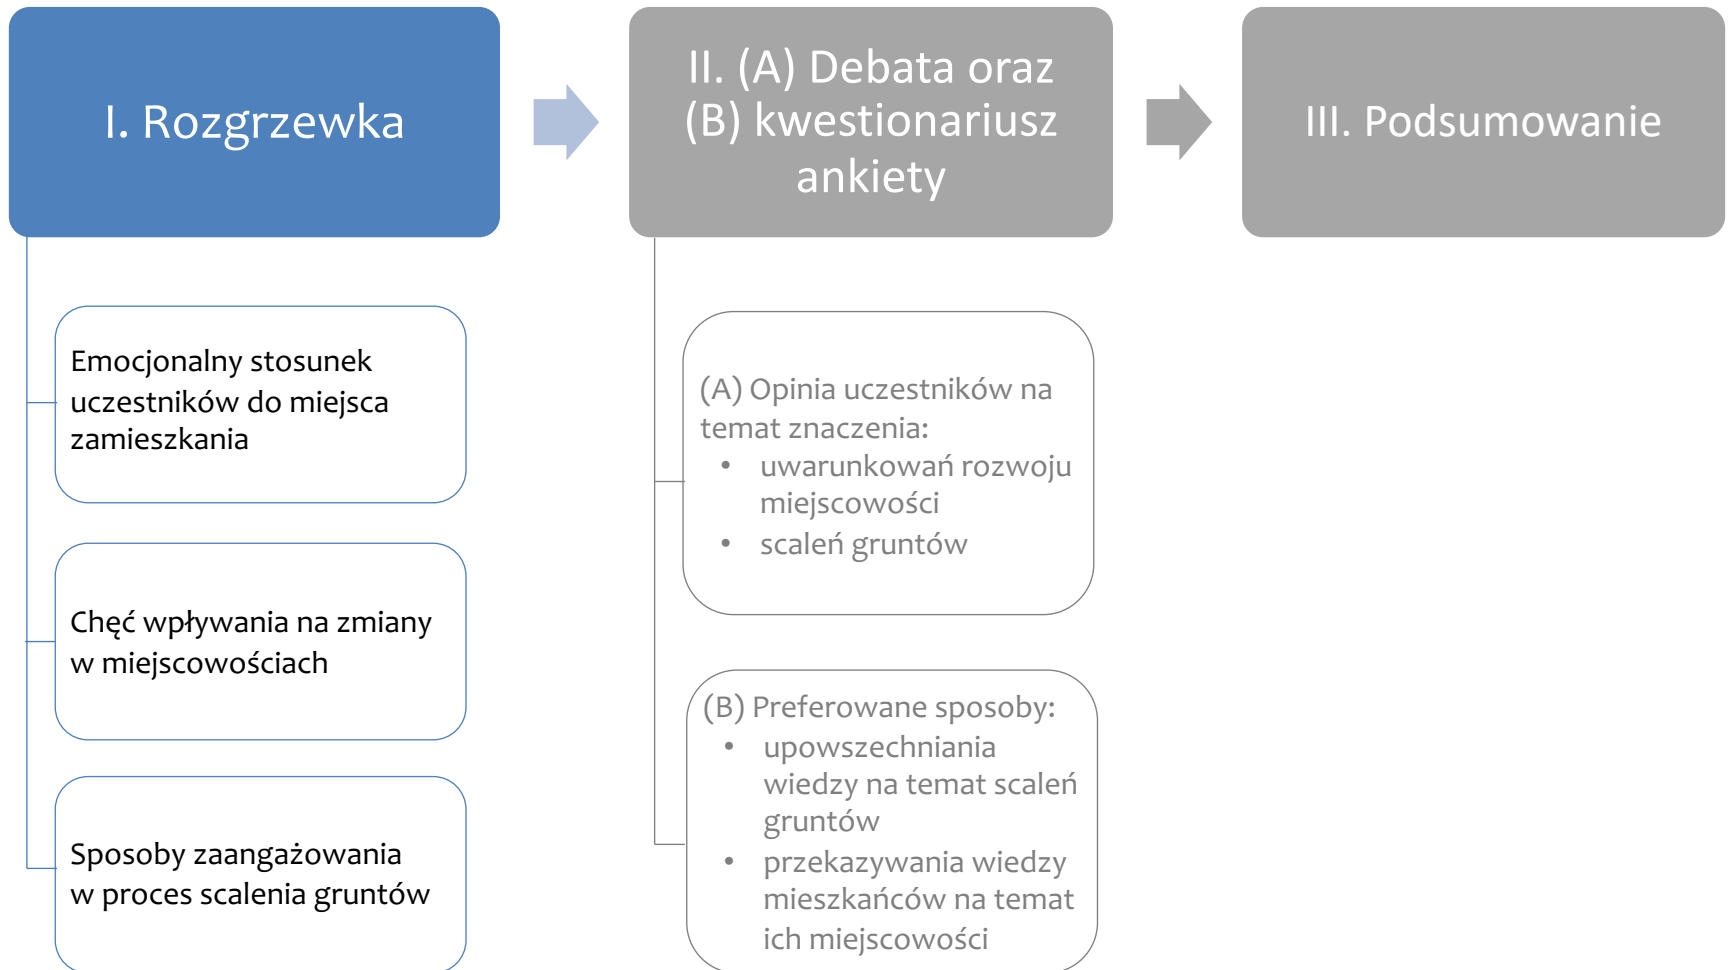 I. Rozgrzewka
II. (A) Debata oraz
(B) kwestionariusz
ankiety
III. Podsumowanie
Emocjonalny stosunek
uczestników do miejsca
zamieszkania
Chęć wpływania na zmiany
w miejscowościach
Sposoby zaangażowania
w proces scalenia gruntów
(A) Opinia uczestników na
temat znaczenia:
• uwarunkowań rozwoju
miejscowości
• scaleń gruntów
(B) Preferowane sposoby:
• upowszechniania
wiedzy na temat scaleń
gruntów
• przekazywania wiedzy
mieszkańców na temat
ich miejscowości